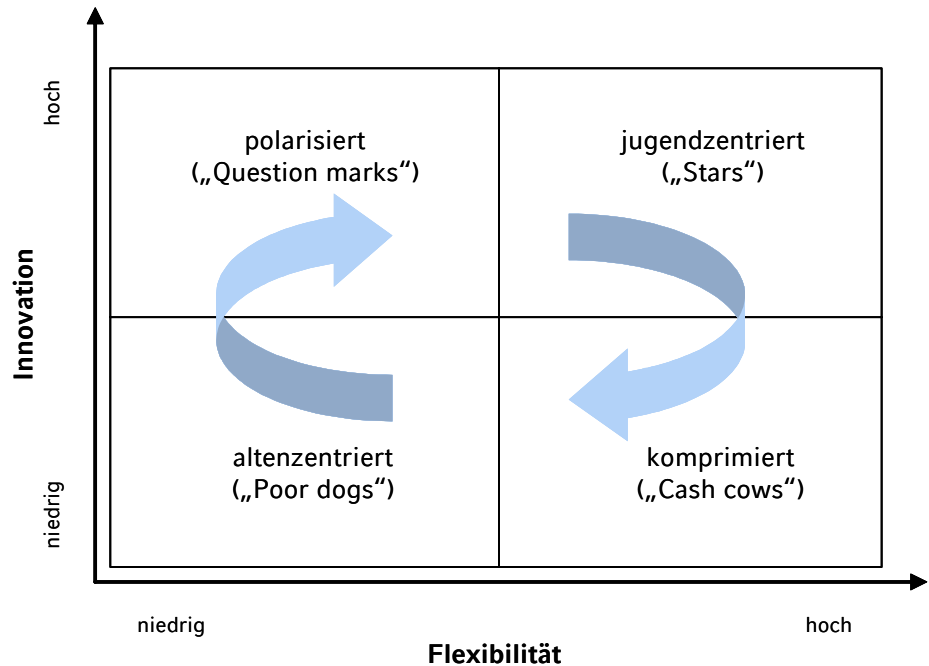 hoch
polarisiert
(„Question marks“)
jugendzentriert
(„Stars“)
Innovation
altenzentriert
(„Poor dogs“)
komprimiert
(„Cash cows“)
niedrig
niedrig
hoch
Flexibilität